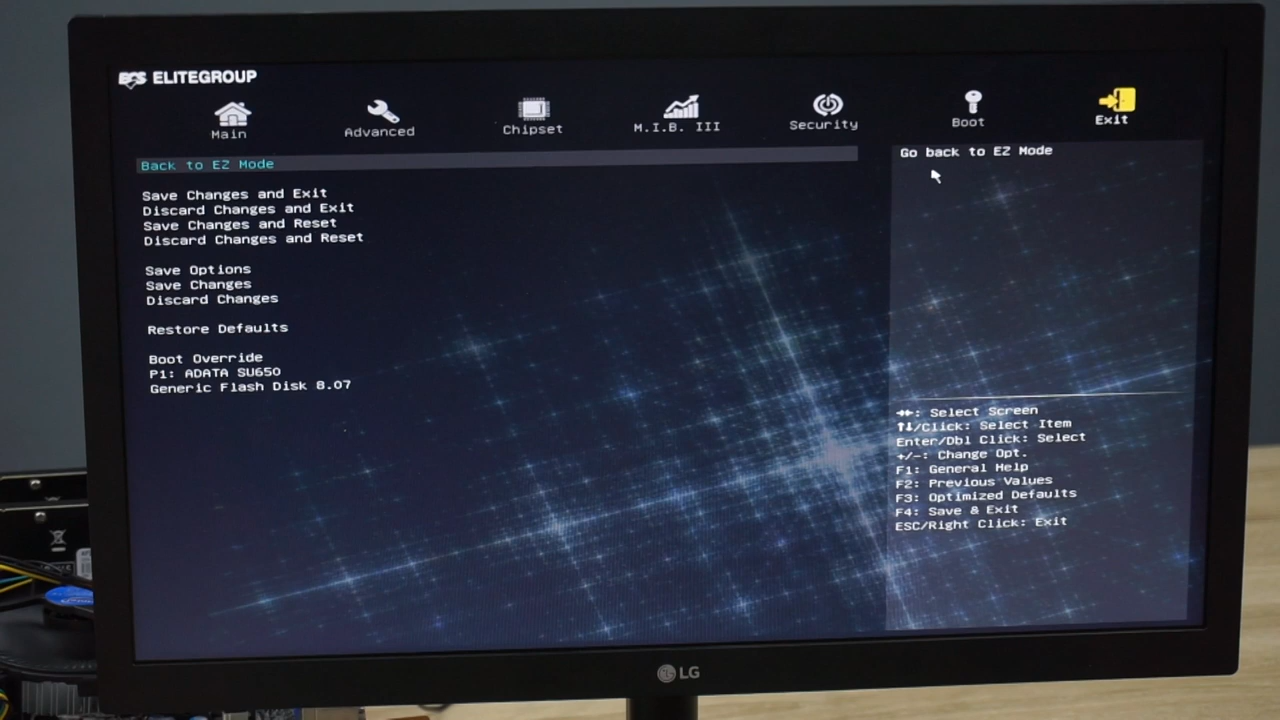 ECS ELITEGROUP
Main
Advanced
Chipset
M.I.B. III
Security
Boot
Exit
Back to EZ Mode
Save Changes and Exit
Discard Changes and Exit
Save Changes and Reset
Discard Changes and Reset
Save Options
Save Changes
Discard Changes
Restore Defaults
Boot Override
P1: ADATA SU650
Generic Flash Disk 8.07
Go back to EZ Mode
→←: Select Screen
↑↓/Click: Select Item
Enter/Dbl Click: Select
+/-: Change Opt.
F1: General Help
F2: Previous Values
F3: Optimized Defaults
F4: Save & Exit
ESC/Right Click: Exit
LG